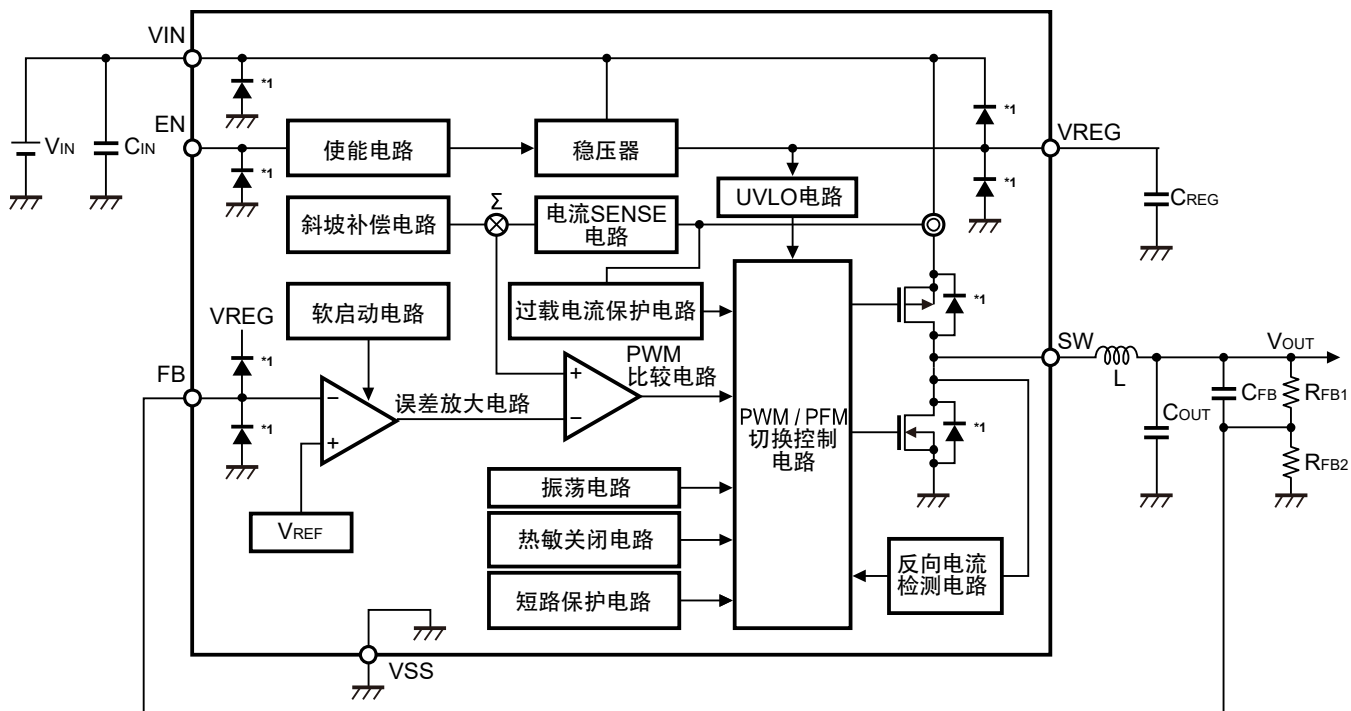 VIN
*1
*1
EN
使能电路
稳压器
VREG
VIN
CIN
*1
UVLO电路
*1
CREG
Σ
斜坡补偿电路
电流SENSE
电路
软启动电路
过载电流保护电路
*1
VREG
*1
PWM
比较电路
SW
VOUT
L
FB
−
+
误差放大电路
+
−
PWM / PFM
切换控制
电路
*1
*1
COUT
CFB
RFB1
RFB2
振荡电路
VREF
热敏关闭电路
反向电流
检测电路
短路保护电路
VSS